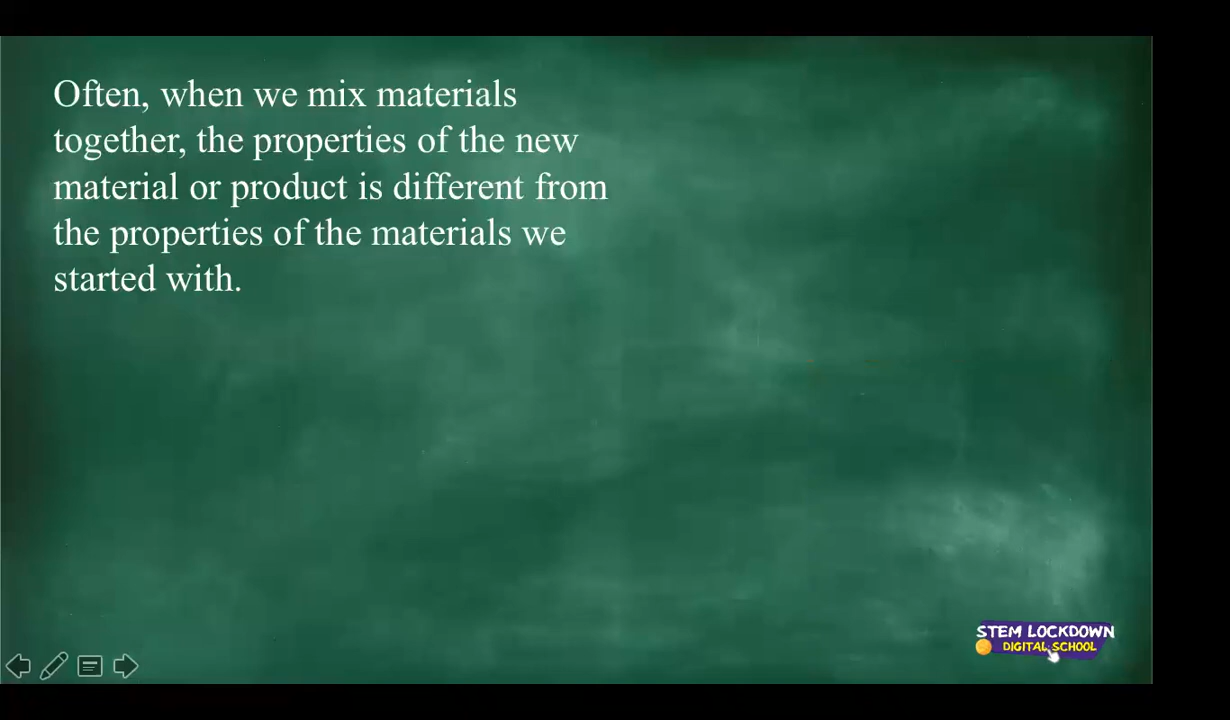 Often, when we mix materials
together, the properties of the new
material or product is different from
the properties of the materials we
started with.
STEM LOCKDOWN
DIGITAL SCHOOL